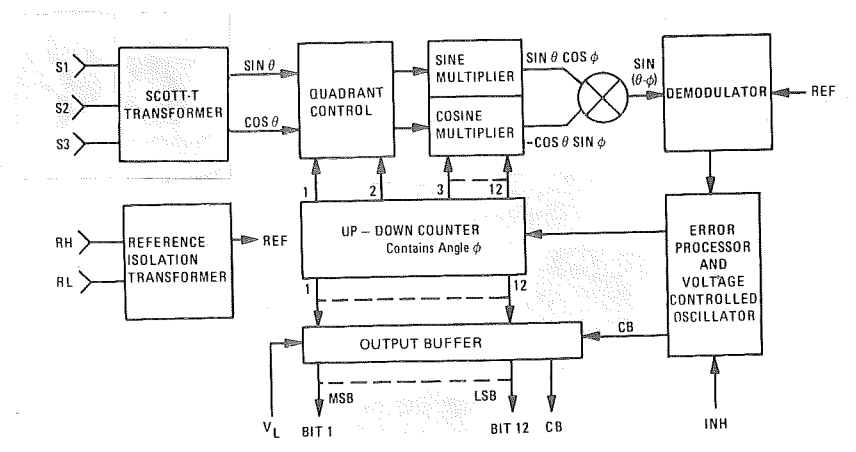 S1
S2
S3
SCOTT-T
TRANSFORMER
SIN θ
COS θ
QUADRANT
CONTROL
SINE
MULTIPLIER
COSINE
MULTIPLIER
SIN θ COS ϕ
-COS θ SIN ϕ
SIN
(θ-ϕ)
DEMODULATOR
REF
1
2
3
12
RH
RL
REFERENCE
ISOLATION
TRANSFORMER
REF
UP – DOWN COUNTER
Contains Angle ϕ
1
12
ERROR
PROCESSOR
AND
VOLTAGE
CONTROLLED
OSCILLATOR
CB
OUTPUT BUFFER
MSB
LSB
VL
BIT 1
BIT 12
CB
INH